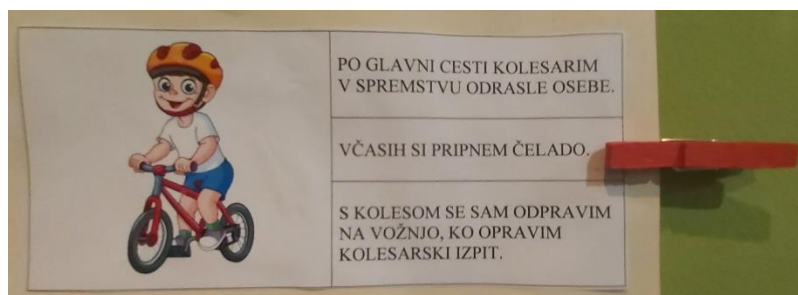 PO GLAVNI CESTI KOLESARIM
V SPREMSTVU ODRASLE OSEBE.
VČASIH SI PRIPNEM ČELADO.
S KOLESOM SE SAM ODPRAVIM
NA VOŽNJO, KO OPRAVIM
KOLESARSKI IZPIT.